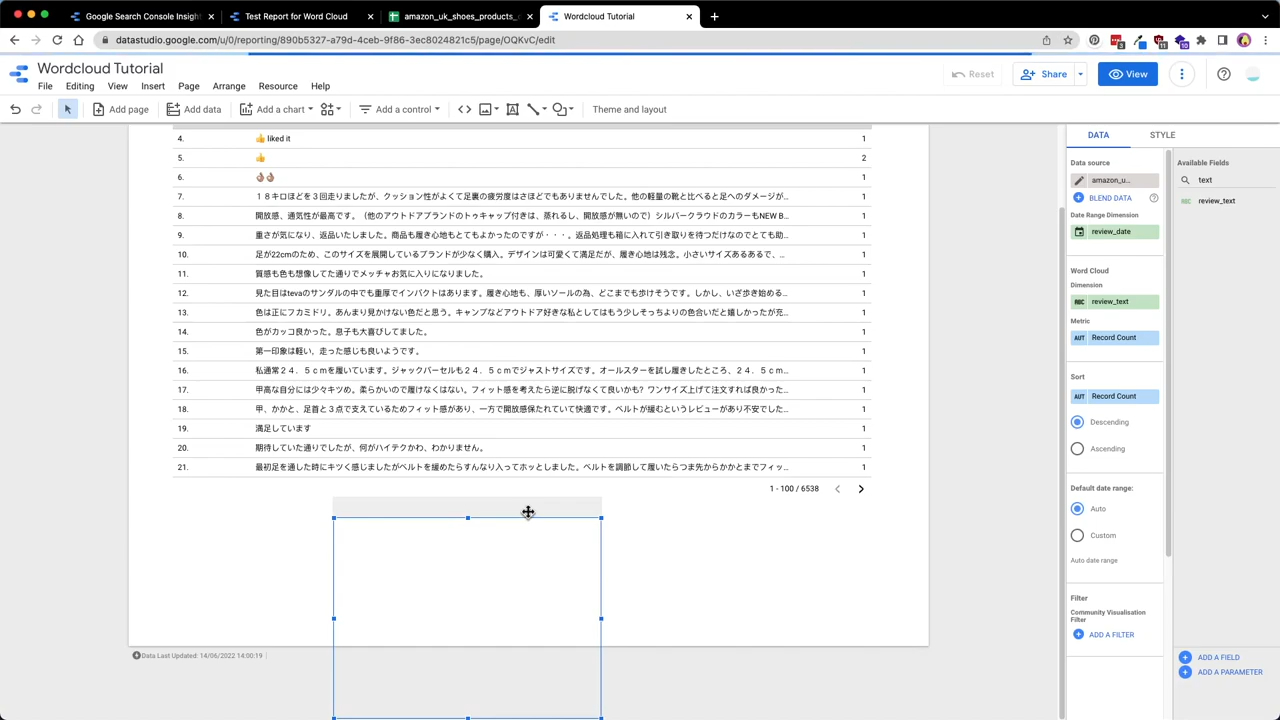 Google Search Console Insigh
Test Report for Word Cloud
amazon_uk_shoes_products_
Wordcloud Tutorial
datastudio.google.com/u/0/reporting/890b5327-a79d-4ceb-9f86-3ec8024821c5/page/OQKvC/edit
Wordcloud Tutorial
Reset
Share
View
File Editing View Insert Page Arrange Resource Help
Add page
Add data
Add a chart
Add a control
Theme and layout
4. 👍 liked it 1
5. 👍 2
6. 👌🏽👌🏽 1
7. １８キロほどを３回走りましたが、クッションがよくて足裏の疲労度はさほどでもありませんでした。他の軽量の靴と比べると足へのダメージが... 1
8. 開放感、通気性が最高です。（他のアウトドアブランドのトゥキャップ付きは、蒸れるし、開放感が無いので）シルバークラウドのカラーもNEW B... 1
9. 重さが気になり、返品いたしました。商品も履き心地もとてもよかったのですが・・・。返品処理も箱に入れて引き取りを待つだけなのでとても助... 1
10. 足が22cmのため、このサイズを展開しているブランドが少なく購入。デザインは可愛くて満足だが、履き心地は残念。小さいサイズあるあるで、... 1
11. 質感も色も想像してた通りでメッチャお気に入りになりました。 1
12. 見た目はtevaのサンダルの中でも重厚でインパクトはあります。履き心地も、厚いソールの為、どこまでも歩けそうです。しかし、いざ歩き始める... 1
13. 色は正にフカミドリ。あんまり見かけない色だと思う。キャンプなどアウトドア好きな私としてはもう少しそっちよりの色合いだと嬉しかったが充... 1
14. 色がカッコ良かった。息子も大喜びしてました。 1
15. 第一印象は軽い，走った感じも良いようです。 1
16. 私通常２４．５ｃｍを履いています。ジャックパーセルも２４．５ｃｍでジャストサイズです。オールスターを試し履きしたところ、２４．５ｃｍ... 1
17. 甲高な自分には少々キツめ。柔らかいので履けなくはない。フィット感を考えたら逆に脱げなくて良いかも？ワンサイズ上げて注文すれば良かった... 1
18. 甲、かかと、足首と３点で支えているためフィット感があり、一方で開放感保たれていて快適です。ベルトが緩むというレビューがあり不安でした... 1
19. 満足しています 1
20. 期待していた通りでしたが、何がハイテクかわ、わかりません。 1
21. 最初足を通した時にキツく感じましたがベルトを緩めたらすんなり入ってホッとしました。ベルトを調節して履いたらつま先からかかとまでフィッ... 1
1 - 100 / 6538
Data Last Updated: 14/06/2022 14:00:19
DATA
STYLE
Data source
amazon_u...
BLEND DATA
Date Range Dimension
review_date
Word Cloud
Dimension
ABC review_text
Metric
AUT Record Count
Sort
AUT Record Count
Descending
Ascending
Default date range:
Auto
Custom
Auto date range
Filter
Community Visualisation
Filter
ADD A FILTER
Available Fields
text
ABC review_text
ADD A FIELD
ADD A PARAMETER